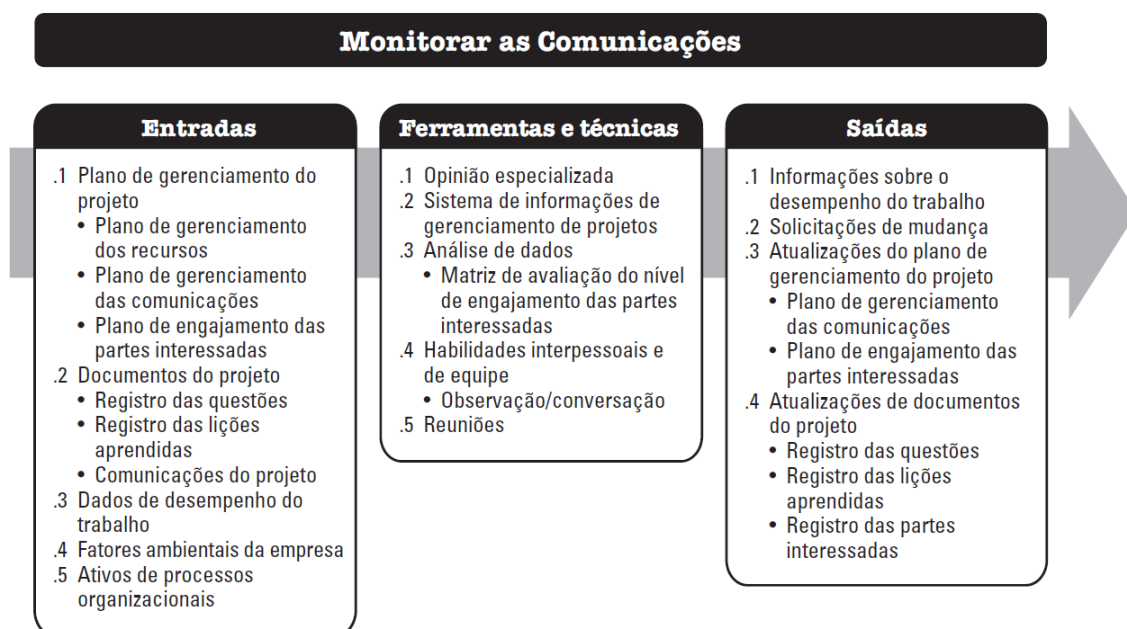 Monitorar as Comunicações
Entradas
.1 Plano de gerenciamento do
projeto
• Plano de gerenciamento
dos recursos
• Plano de gerenciamento
das comunicações
• Plano de engajamento das
partes interessadas
.2 Documentos do projeto
• Registro das questões
• Registro das lições
aprendidas
• Comunicações do projeto
.3 Dados de desempenho do
trabalho
.4 Fatores ambientais da empresa
.5 Ativos de processos
organizacionais
Ferramentas e técnicas
.1 Opinião especializada
.2 Sistema de informações de
gerenciamento de projetos
.3 Análise de dados
• Matriz de avaliação do nível
de engajamento das partes
interessadas
.4 Habilidades interpessoais e
de equipe
• Observação/conversação
.5 Reuniões
Saídas
.1 Informações sobre o
desempenho do trabalho
.2 Solicitações de mudança
.3 Atualizações do plano de
gerenciamento do projeto
• Plano de gerenciamento
das comunicações
• Plano de engajamento das
partes interessadas
.4 Atualizações de documentos
do projeto
• Registro das questões
• Registro das lições
aprendidas
• Registro das partes
interessadas